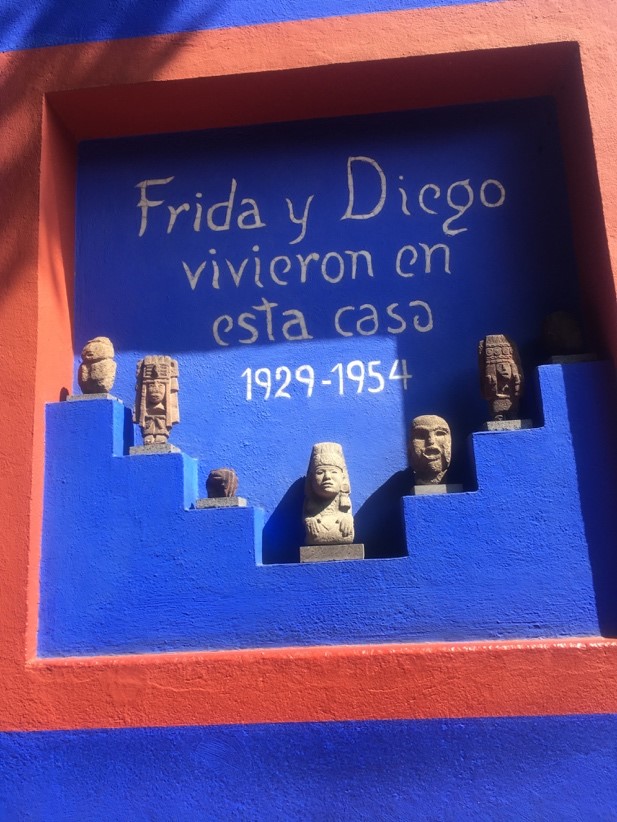 Frida y Diego
vivieron en
esta casa
1929-1954